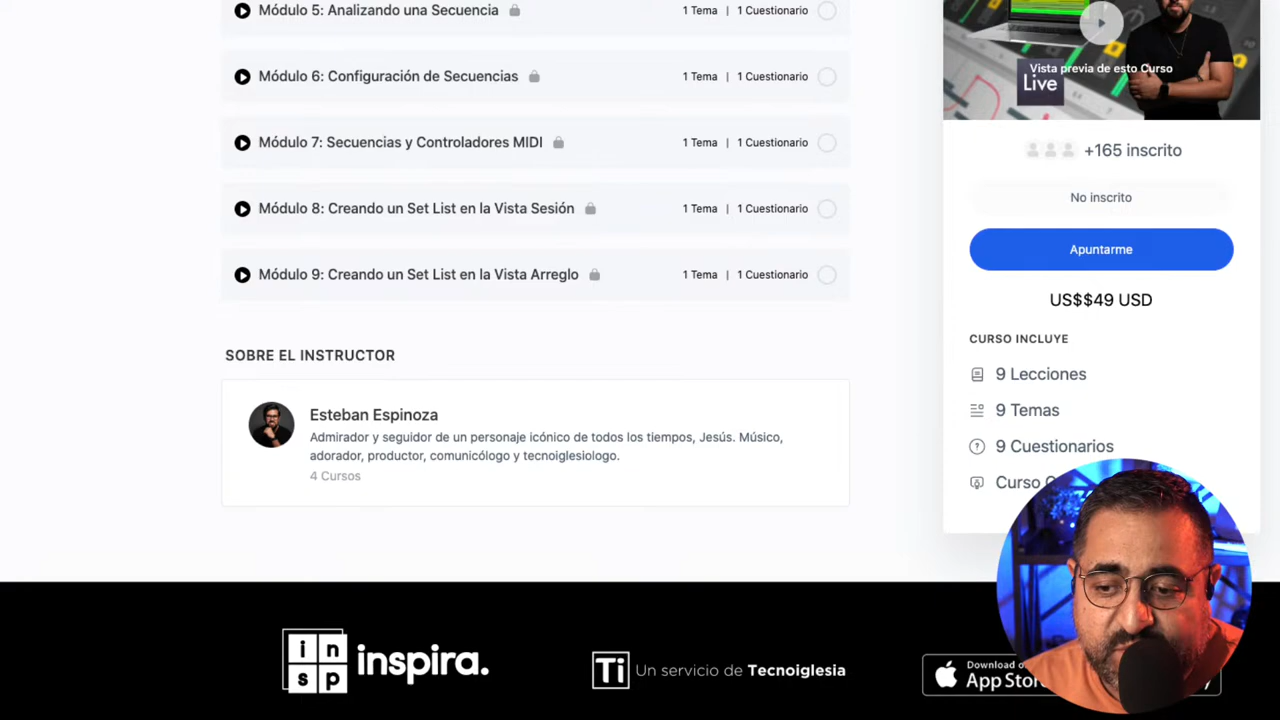 Módulo 5: Analizando una Secuencia
1 Tema | 1 Cuestionario
Módulo 6: Configuración de Secuencias
1 Tema | 1 Cuestionario
Módulo 7: Secuencias y Controladores MIDI
1 Tema | 1 Cuestionario
Módulo 8: Creando un Set List en la Vista Sesión
1 Tema | 1 Cuestionario
Módulo 9: Creando un Set List en la Vista Arreglo
1 Tema | 1 Cuestionario
SOBRE EL INSTRUCTOR
Esteban Espinoza
Admirador y seguidor de un personaje icónico de todos los tiempos, Jesús. Músico,
adorador, productor, comunicólogo y tecnoiglesiologo.
4 Cursos
Vista previa de esto Curso
Live
+165 inscrito
No inscrito
Apuntarme
US$$49 USD
CURSO INCLUYE
9 Lecciones
9 Temas
9 Cuestionarios
Curso
insp
inspira.
Ti Un servicio de Tecnoiglesia
Download
App Store